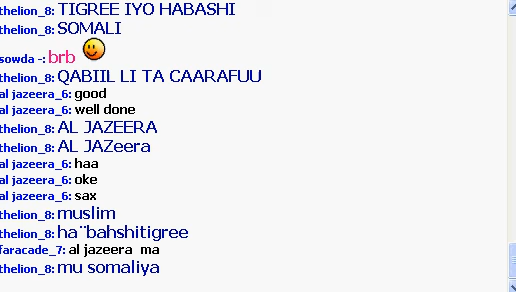 thelion_8: TIGREE IYO HABASHI
thelion_8: SOMALI
sowda -: brb
thelion_8: QABIIL LI TA CAARAFUU
al jazeera_6: good
al jazeera_6: well done
thelion_8: AL JAZEERA
thelion_8: AL JAZeera
al jazeera_6: haa
al jazeera_6: oke
al jazeera_6: sax
thelion_8: muslim
thelion_8: ha¨bahshitigree
faracade_7: al jazeera  ma
thelion_8: mu somaliya